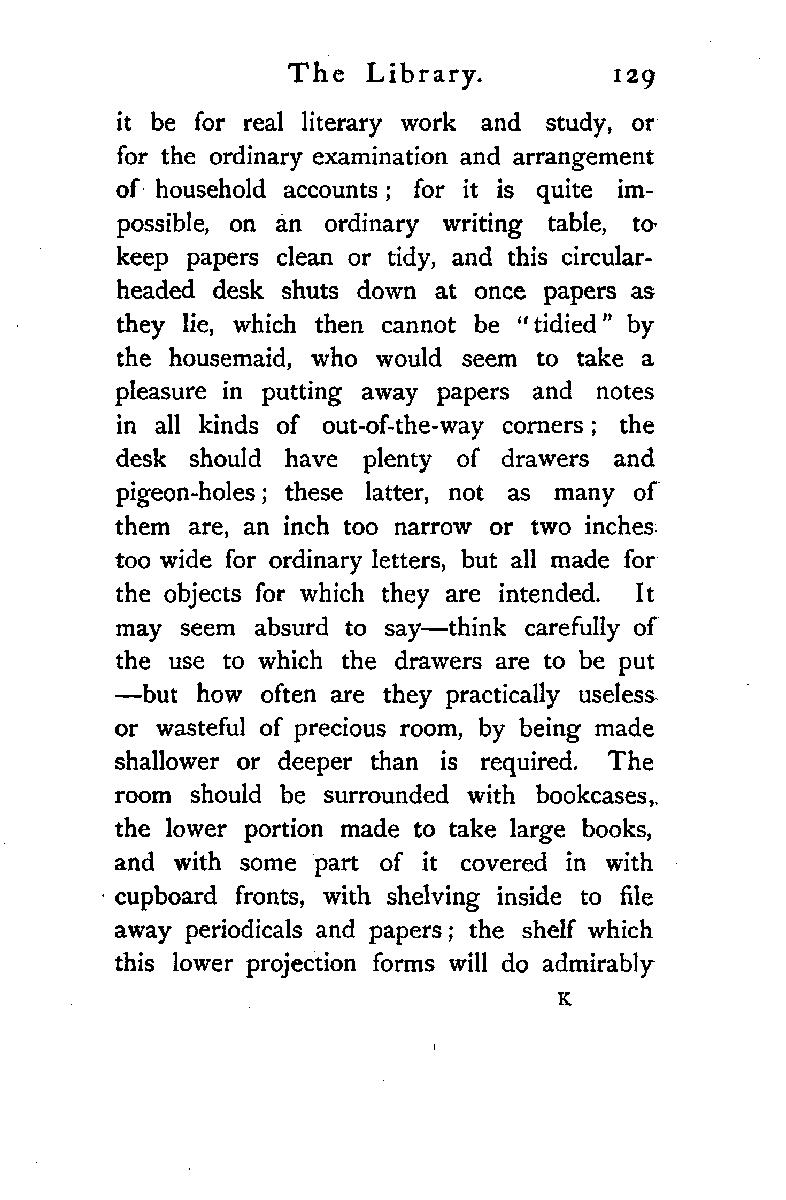 The Library. 129
it be for real literary work and study, or
for the ordinary examination and arrangement
of household accounts; for it is quite im-
possible, on an ordinary writing table, to
keep papers clean or tidy, and this circular-
headed desk shuts down at once papers as
they lie, which then cannot be "tidied" by
the housemaid, who would seem to take a
pleasure in putting away papers and notes
in all kinds of out-of-the-way corners; the
desk should have plenty of drawers and
pigeon-holes; these latter, not as many of
them are, an inch too narrow or two inches
too wide for ordinary letters, but all made for
the objects for which they are intended. It
may seem absurd to say—think carefully of
the use to which the drawers are to be put
—but how often are they practically useless
or wasteful of precious room, by being made
shallower or deeper than is required. The
room should be surrounded with bookcases,
the lower portion made to take large books,
and with some part of it covered in with
cupboard fronts, with shelving inside to file
away periodicals and papers; the shelf which
this lower projection forms will do admirably
K